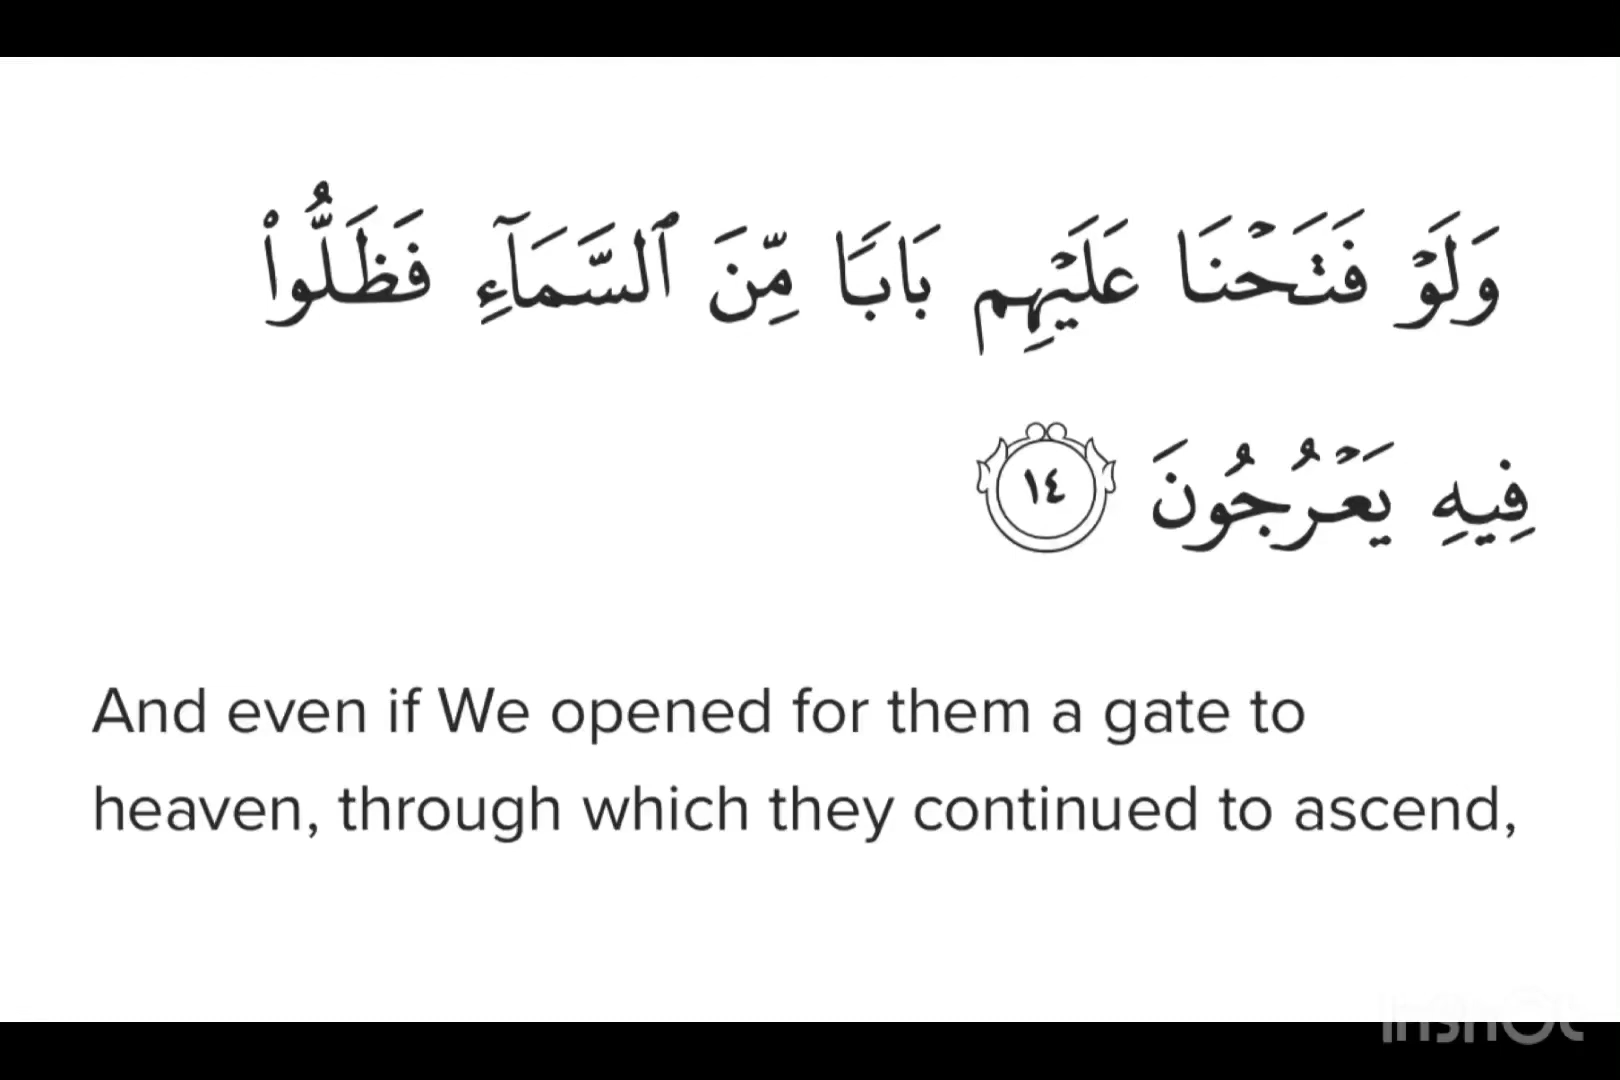 وَلَوۡ فَتَحۡنَا عَلَيۡهِم بَابٗا مِّنَ ٱلسَّمَآءِ فَظَلُّواْ
فِيهِ يَعۡرُجُونَ ١٤
And even if We opened for them a gate to
heaven, through which they continued to ascend,
InShOt